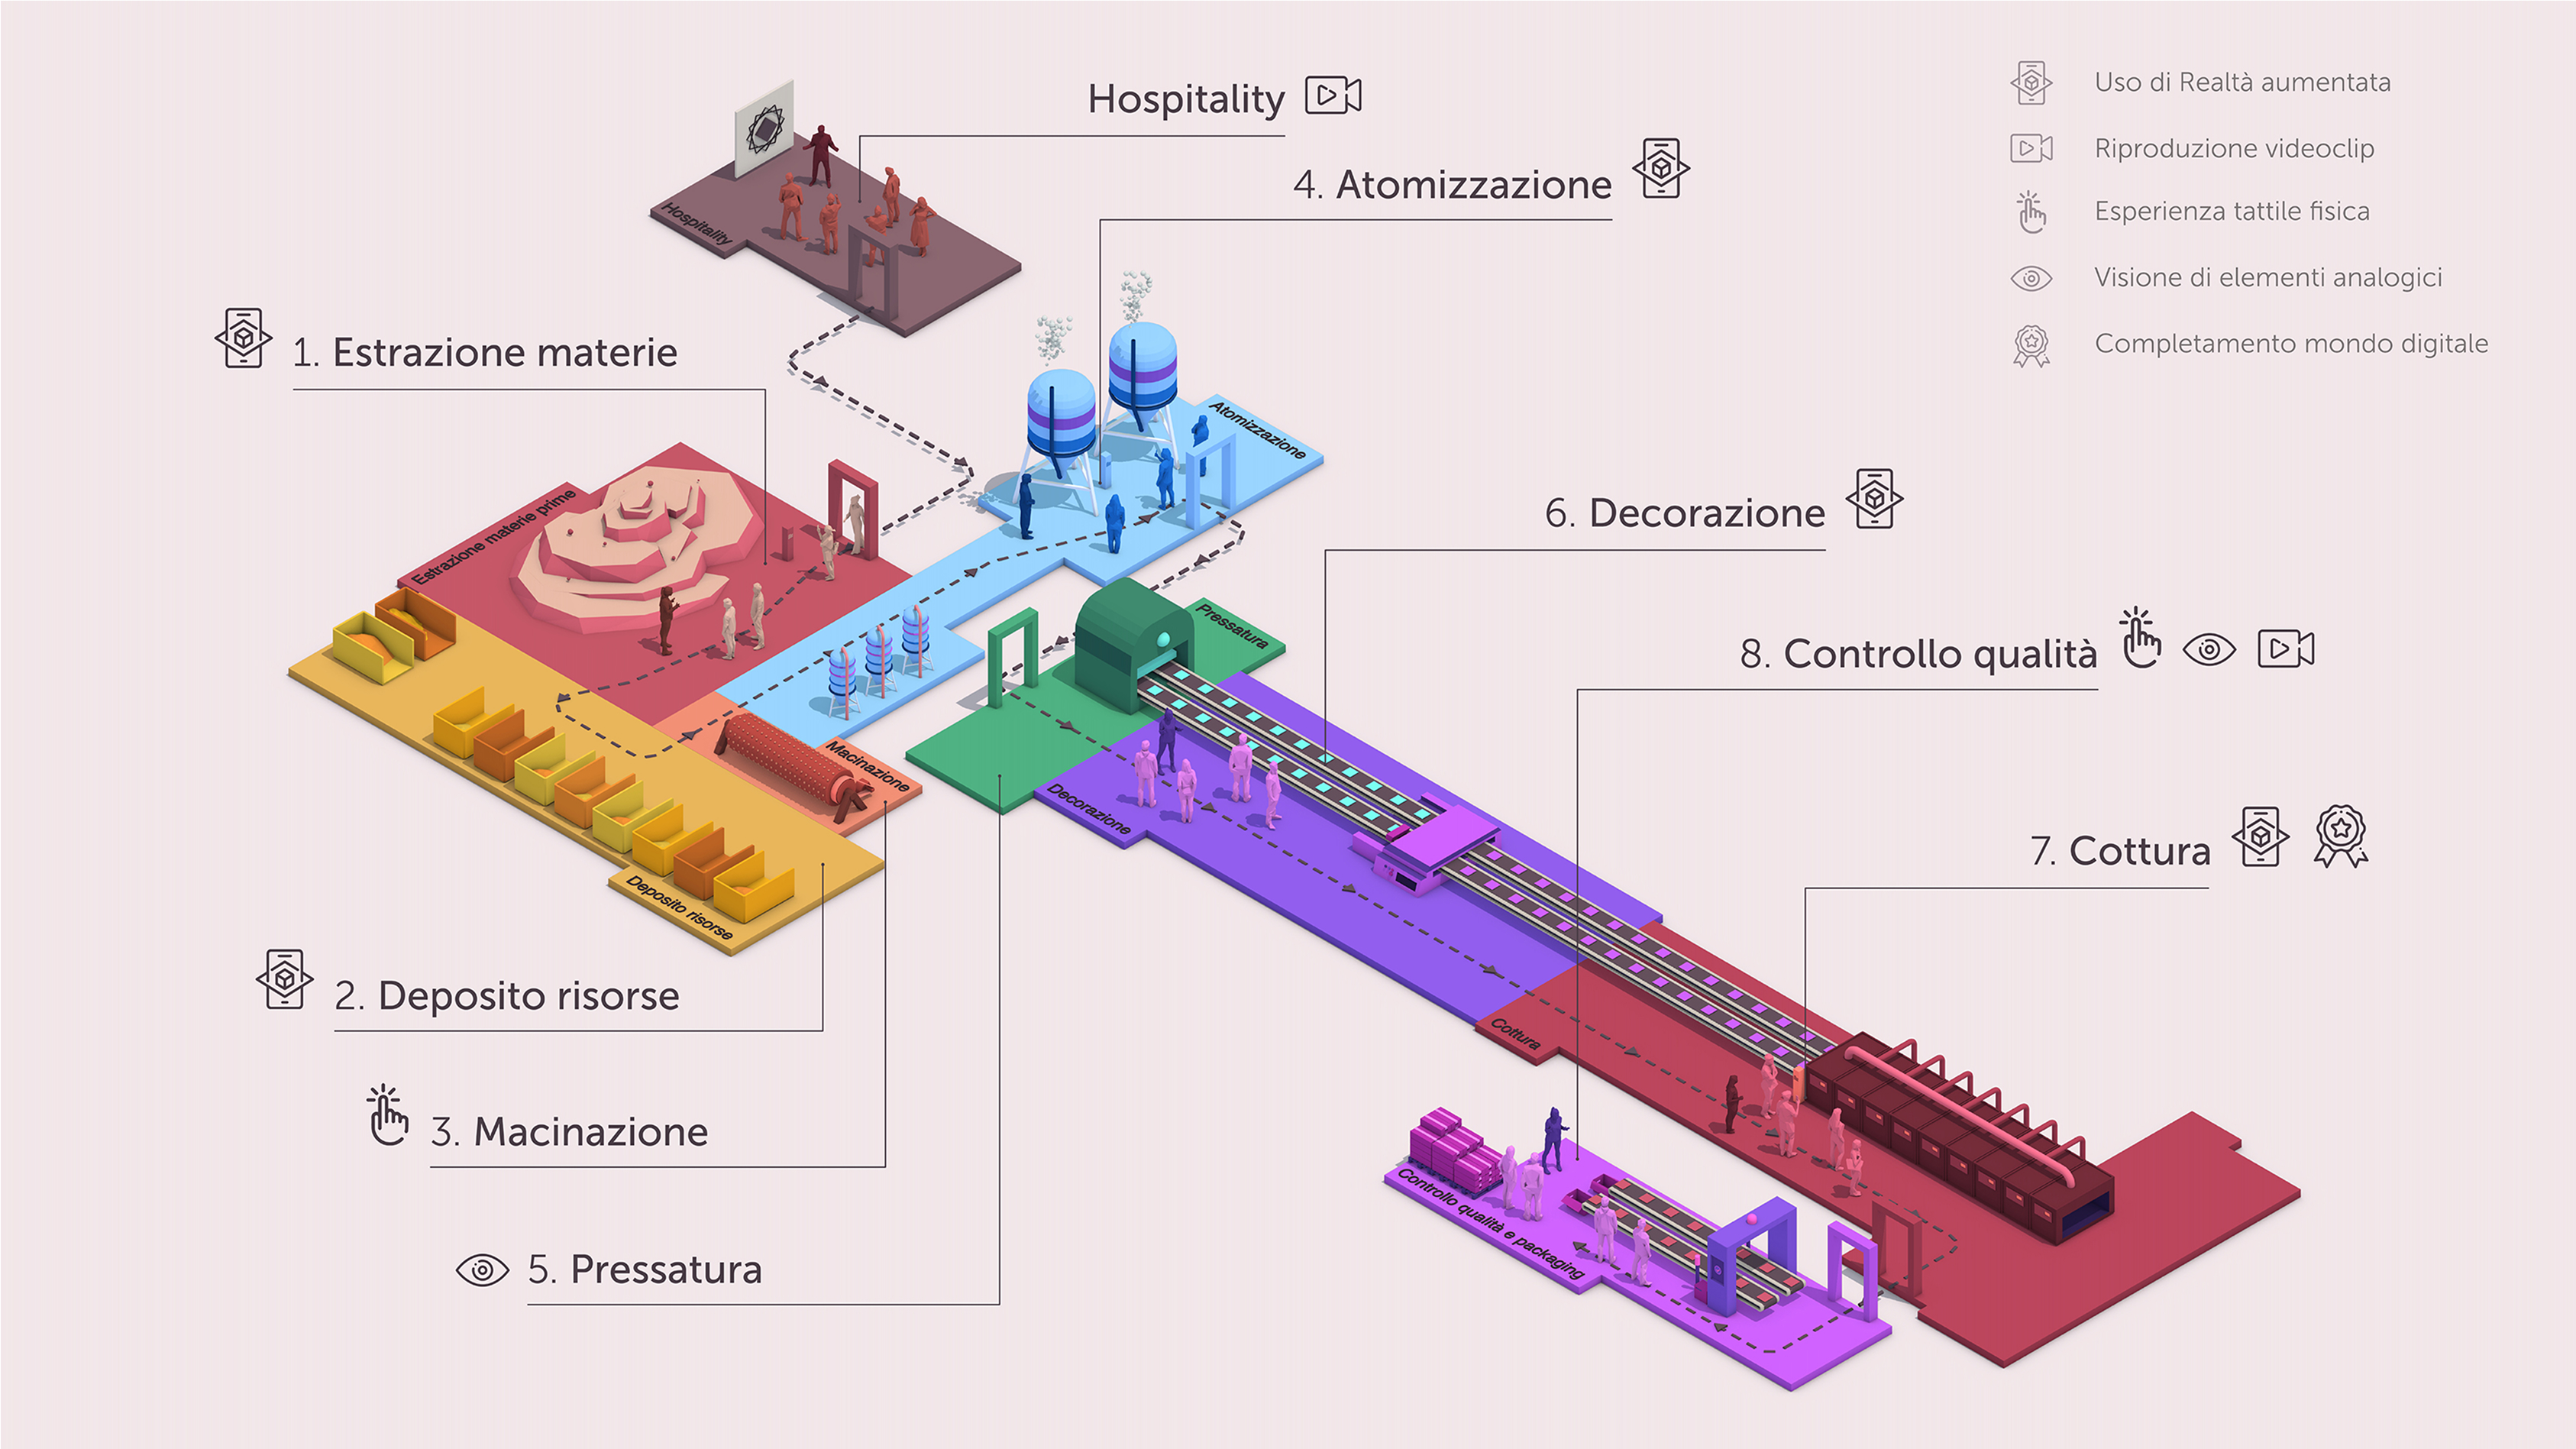 Hospitality
4. Atomizzazione
Uso di Realtà aumentata
Riproduzione videoclip
Esperienza tattile fisica
Visione di elementi analogici
Completamento mondo digitale
Hospitality
1. Estrazione materie
Atomizzazione
Estrazione materie prime
6. Decorazione
Pressatura
8. Controllo qualità
Macinazione
Decorazione
7. Cottura
Deposito risorse
2. Deposito risorse
Cottura
3. Macinazione
Controllo qualità e packaging
5. Pressatura